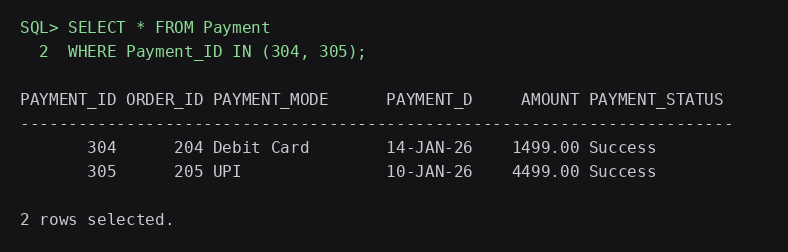 SQL> SELECT * FROM Payment
  2  WHERE Payment_ID IN (304, 305);

PAYMENT_ID ORDER_ID PAYMENT_MODE      PAYMENT_D     AMOUNT PAYMENT_STATUS
--------------------------------------------------------------------------
       304      204 Debit Card        14-JAN-26    1499.00 Success
       305      205 UPI               10-JAN-26    4499.00 Success

2 rows selected.